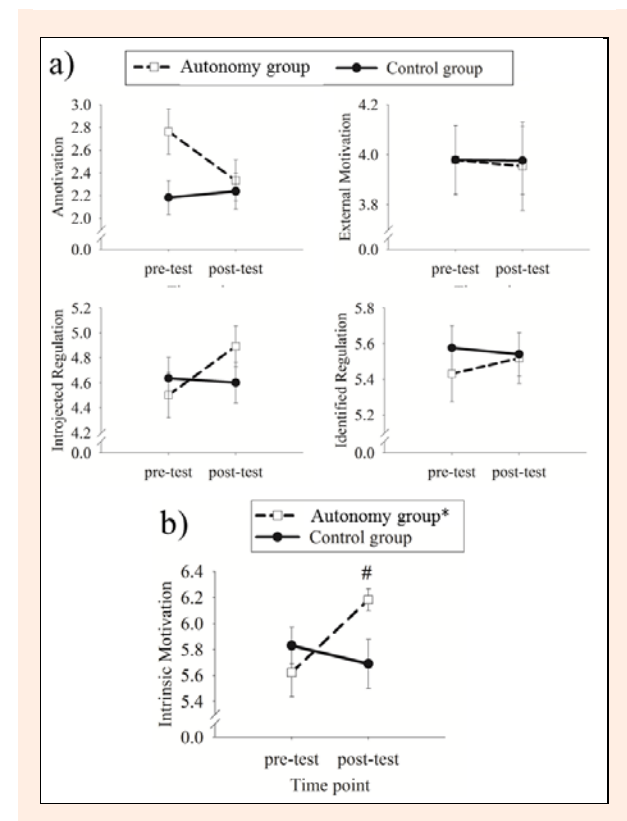 a)
Autonomy group
Control group
Amotivation
3.0
2.8
2.6
2.4
2.2
2.0
0.0
pre-test post-test
External Motivation
4.2
4.0
3.8
0.0
pre-test post-test
Introjected Regulation
5.2
5.0
4.8
4.6
4.4
4.2
0.0
pre-test post-test
Identified Regulation
5.8
5.6
5.4
5.2
0.0
pre-test post-test
b)
Autonomy group*
Control group
Intrinsic Motivation
6.4
6.2
6.0
5.8
5.6
5.4
0.0
#
pre-test post-test
Time point